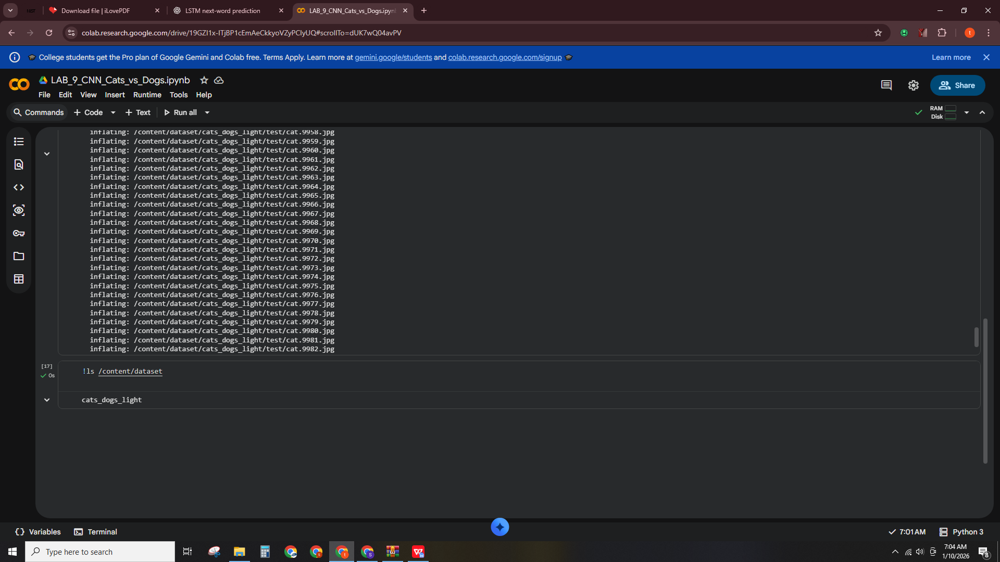 NIST
Download file | iLovePDF
LSTM next-word prediction
LAB_9_CNN_Cats_vs_Dogs.ipynb
colab.research.google.com/drive/19GZI1x-ITjBP1cEmAeCkkyoVZyPCIyUQ#scrollTo=dUK7wQ04avPV
t
College students get the Pro plan of Google Gemini and Colab free. Terms Apply. Learn more at gemini.google/students and colab.research.google.com/signup
Learn more
LAB_9_CNN_Cats_vs_Dogs.ipynb
File Edit View Insert Runtime Tools Help
Share
Commands + Code + Text Run all
RAM
Disk
inflating: /content/dataset/cats_dogs_light/test/cat.9958.jpg
inflating: /content/dataset/cats_dogs_light/test/cat.9959.jpg
inflating: /content/dataset/cats_dogs_light/test/cat.9960.jpg
inflating: /content/dataset/cats_dogs_light/test/cat.9961.jpg
inflating: /content/dataset/cats_dogs_light/test/cat.9962.jpg
inflating: /content/dataset/cats_dogs_light/test/cat.9963.jpg
inflating: /content/dataset/cats_dogs_light/test/cat.9964.jpg
inflating: /content/dataset/cats_dogs_light/test/cat.9965.jpg
inflating: /content/dataset/cats_dogs_light/test/cat.9966.jpg
inflating: /content/dataset/cats_dogs_light/test/cat.9967.jpg
inflating: /content/dataset/cats_dogs_light/test/cat.9968.jpg
inflating: /content/dataset/cats_dogs_light/test/cat.9969.jpg
inflating: /content/dataset/cats_dogs_light/test/cat.9970.jpg
inflating: /content/dataset/cats_dogs_light/test/cat.9971.jpg
inflating: /content/dataset/cats_dogs_light/test/cat.9972.jpg
inflating: /content/dataset/cats_dogs_light/test/cat.9973.jpg
inflating: /content/dataset/cats_dogs_light/test/cat.9974.jpg
inflating: /content/dataset/cats_dogs_light/test/cat.9975.jpg
inflating: /content/dataset/cats_dogs_light/test/cat.9976.jpg
inflating: /content/dataset/cats_dogs_light/test/cat.9977.jpg
inflating: /content/dataset/cats_dogs_light/test/cat.9978.jpg
inflating: /content/dataset/cats_dogs_light/test/cat.9979.jpg
inflating: /content/dataset/cats_dogs_light/test/cat.9980.jpg
inflating: /content/dataset/cats_dogs_light/test/cat.9981.jpg
inflating: /content/dataset/cats_dogs_light/test/cat.9982.jpg
[17]
0s
!ls /content/dataset
cats_dogs_light
{} Variables Terminal
7:01 AM Python 3
Type here to search
7:04 AM
1/10/2026
8